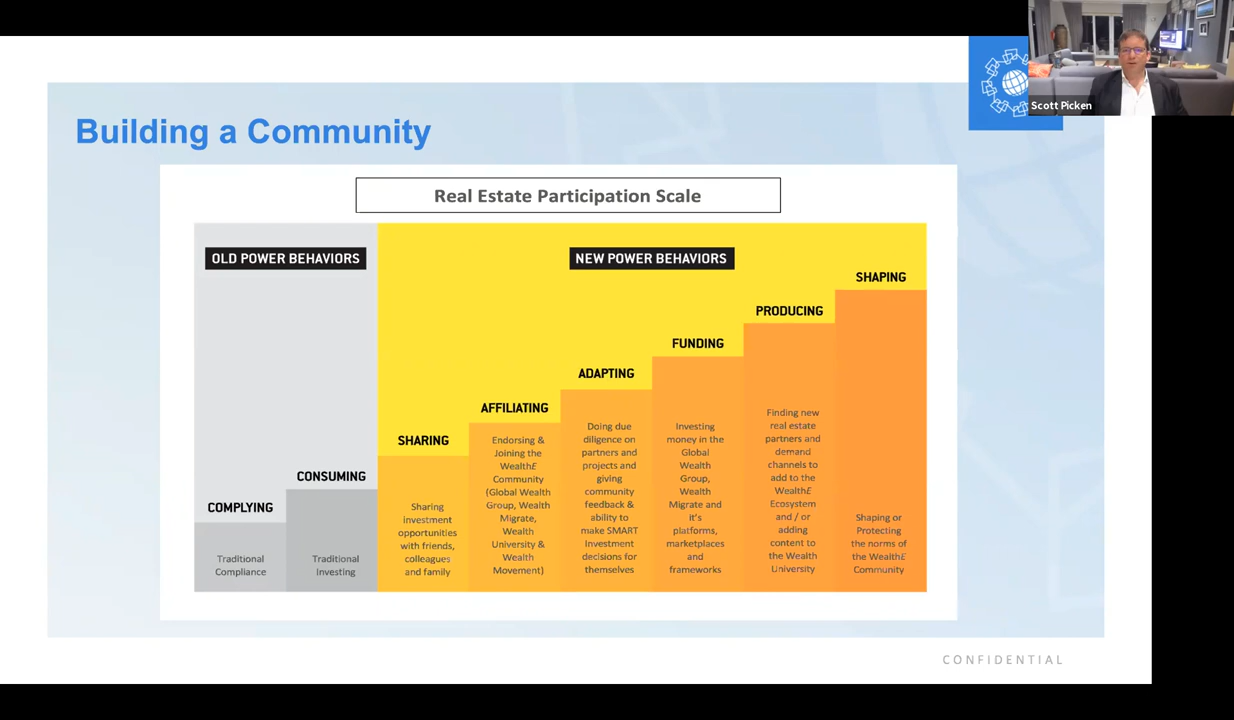 Scott Picken
Building a Community
Real Estate Participation Scale
OLD POWER BEHAVIORS
NEW POWER BEHAVIORS
COMPLYING
Traditional
Compliance
CONSUMING
Traditional
Investing
SHARING
Sharing
investment
opportunities
with friends,
colleagues
and family
AFFILIATING
Endorsing &
Joining the
WealthE
Community
(Global Wealth
Group, Wealth
Migrate,
Wealth
University &
Wealth
Movement)
ADAPTING
Doing due
diligence on
partners and
projects and
giving
community
feedback &
ability to
make SMART
Investment
decisions for
themselves
FUNDING
Investing
money in the
Global
Wealth
Group,
Wealth
Migrate and
it's
platforms,
marketplaces
and
frameworks
PRODUCING
Finding new
real estate
partners and
demand
channels to
add to the
WealthE
Ecosystem
and / or
adding
content to
the Wealth
University
SHAPING
Shaping or
Protecting
the norms of
the WealthE
Community
CONFIDENTIAL